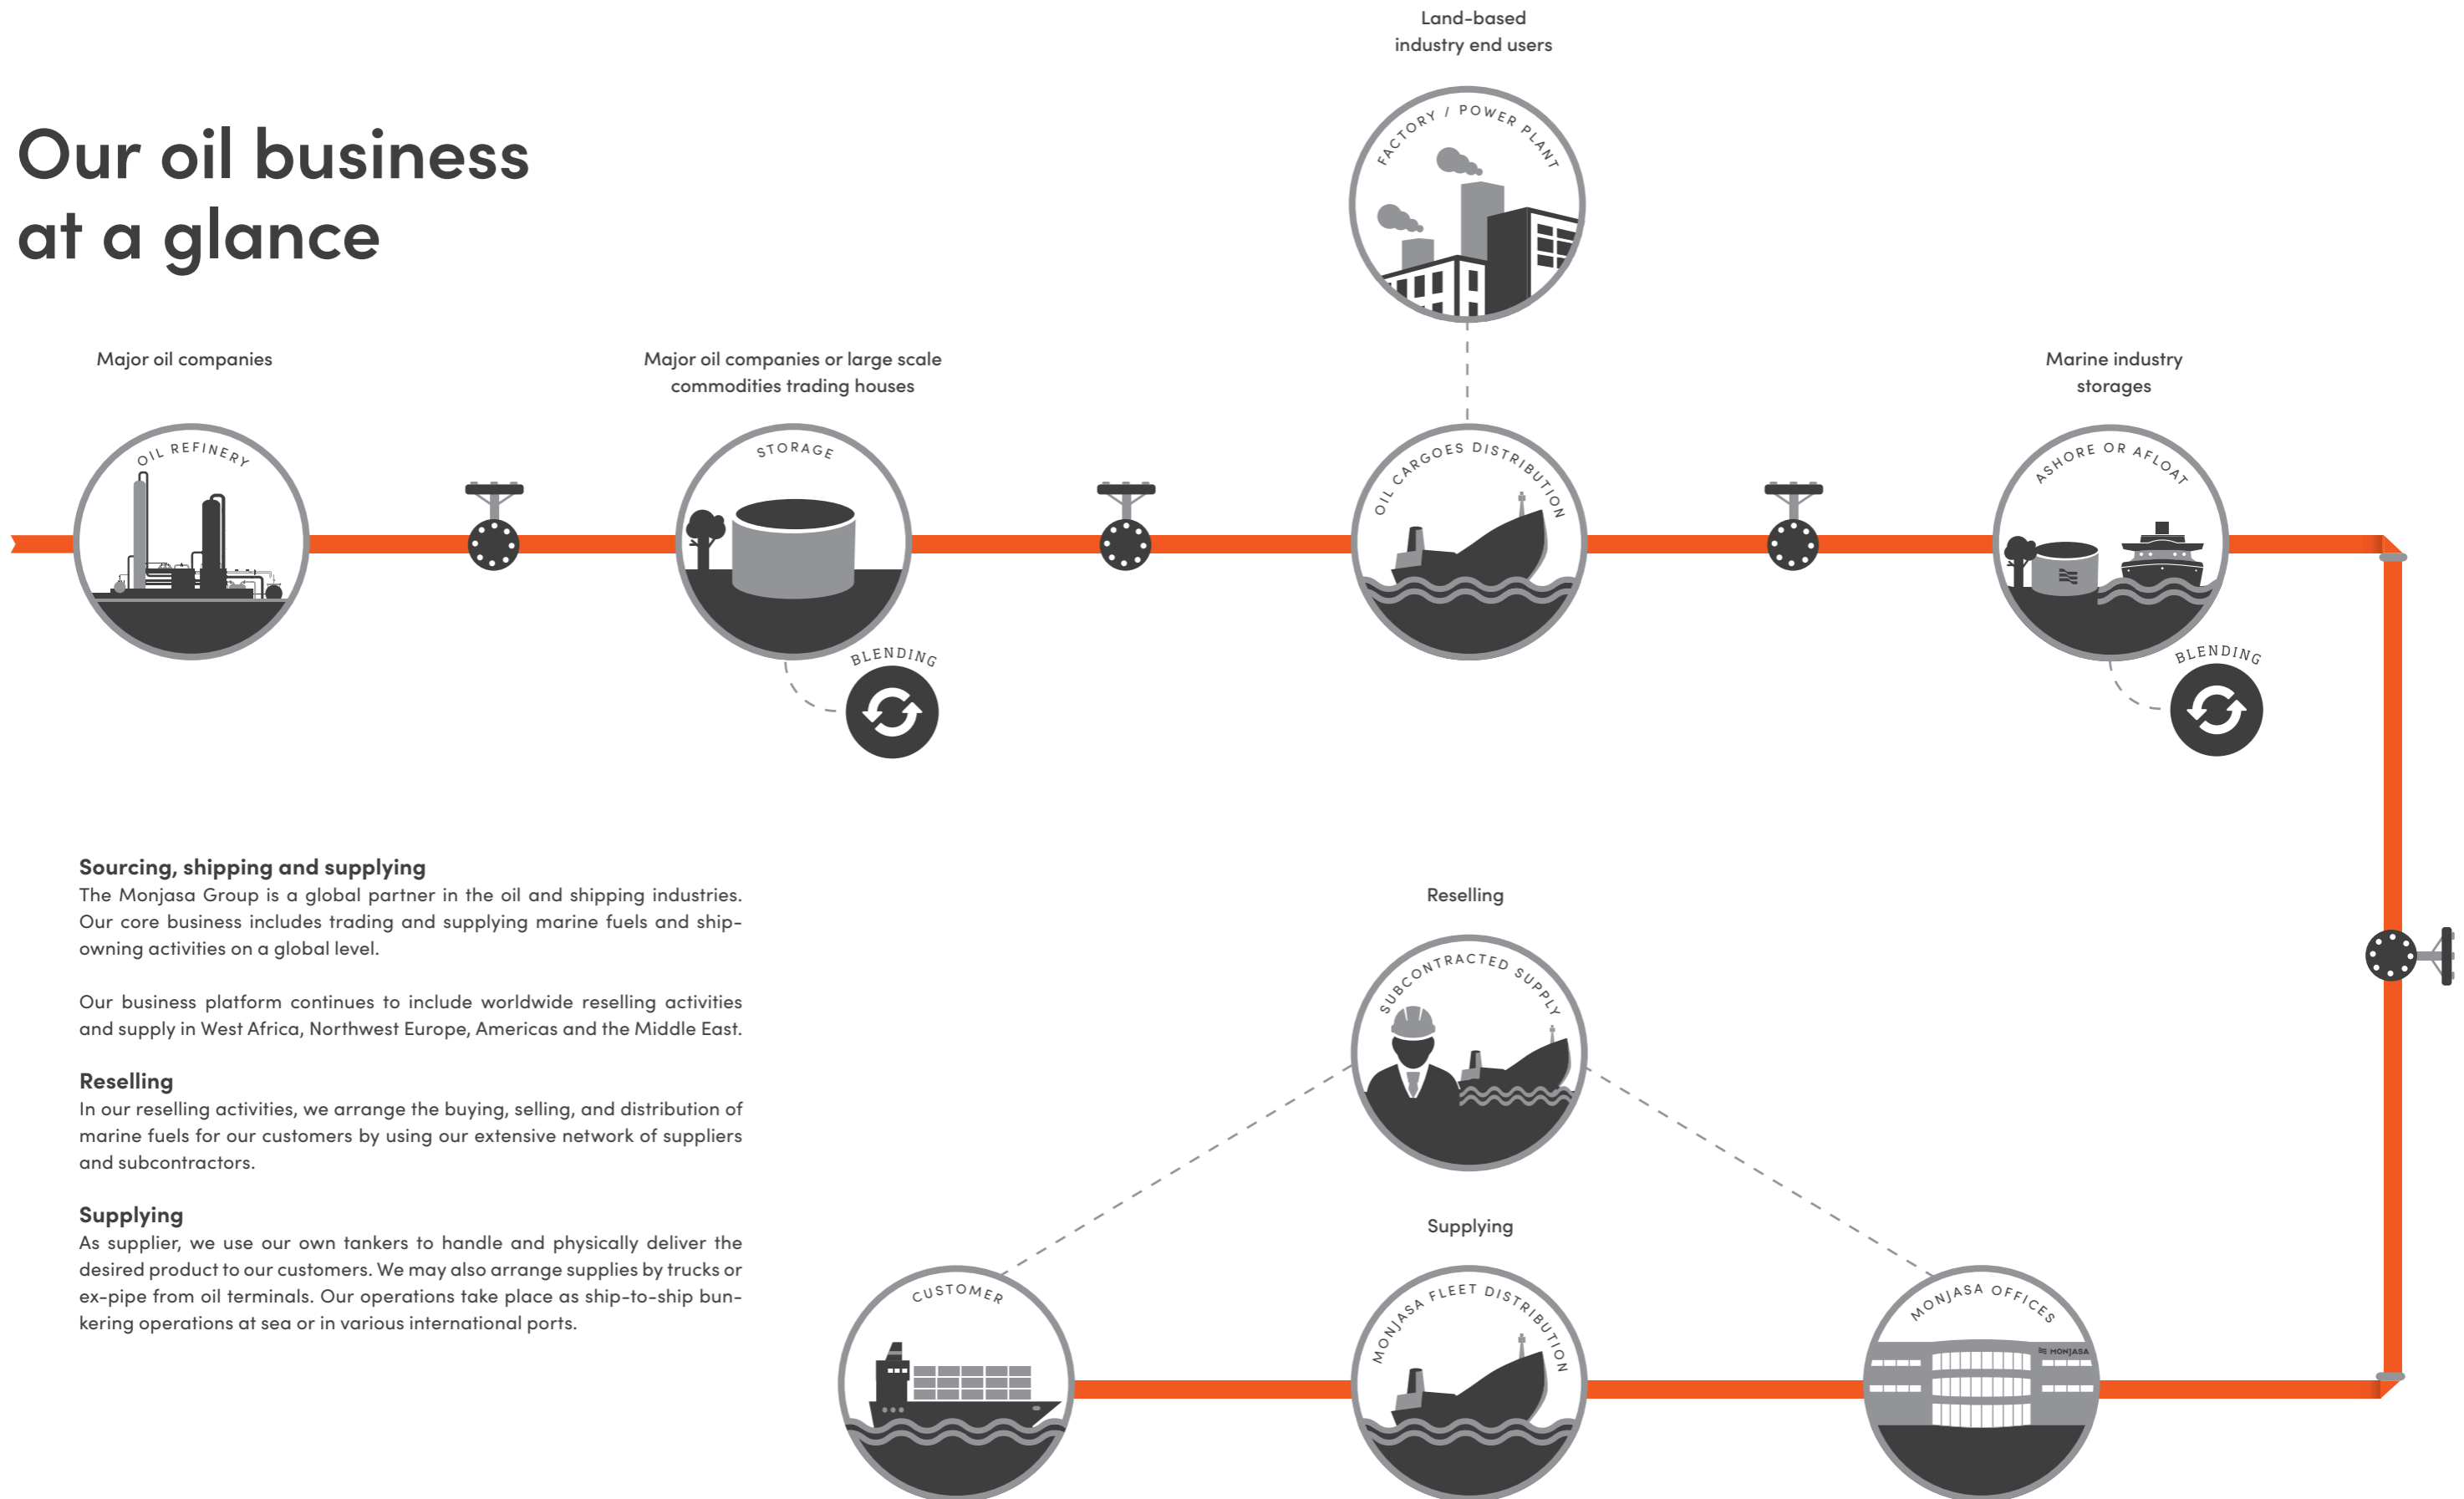 Our oil business
at a glance
Land-based
industry end users
FACTORY / POWER PLANT
Major oil companies
OIL REFINERY
Major oil companies or large scale
commodities trading houses
STORAGE
BLENDING
OIL CARGOES DISTRIBUTION
Marine industry
storages
ASHORE OR AFLOAT
BLENDING
Sourcing, shipping and supplying
The Monjasa Group is a global partner in the oil and shipping industries.
Our core business includes trading and supplying marine fuels and ship-
owning activities on a global level.
Our business platform continues to include worldwide reselling activities
and supply in West Africa, Northwest Europe, Americas and the Middle East.
Reselling
In our reselling activities, we arrange the buying, selling, and distribution of
marine fuels for our customers by using our extensive network of suppliers
and subcontractors.
Supplying
As supplier, we use our own tankers to handle and physically deliver the
desired product to our customers. We may also arrange supplies by trucks or
ex-pipe from oil terminals. Our operations take place as ship-to-ship bun-
kering operations at sea or in various international ports.
Reselling
SUBCONTRACTED SUPPLY
Supplying
CUSTOMER
MONJASA FLEET DISTRIBUTION
MONJASA OFFICES
MONJASA